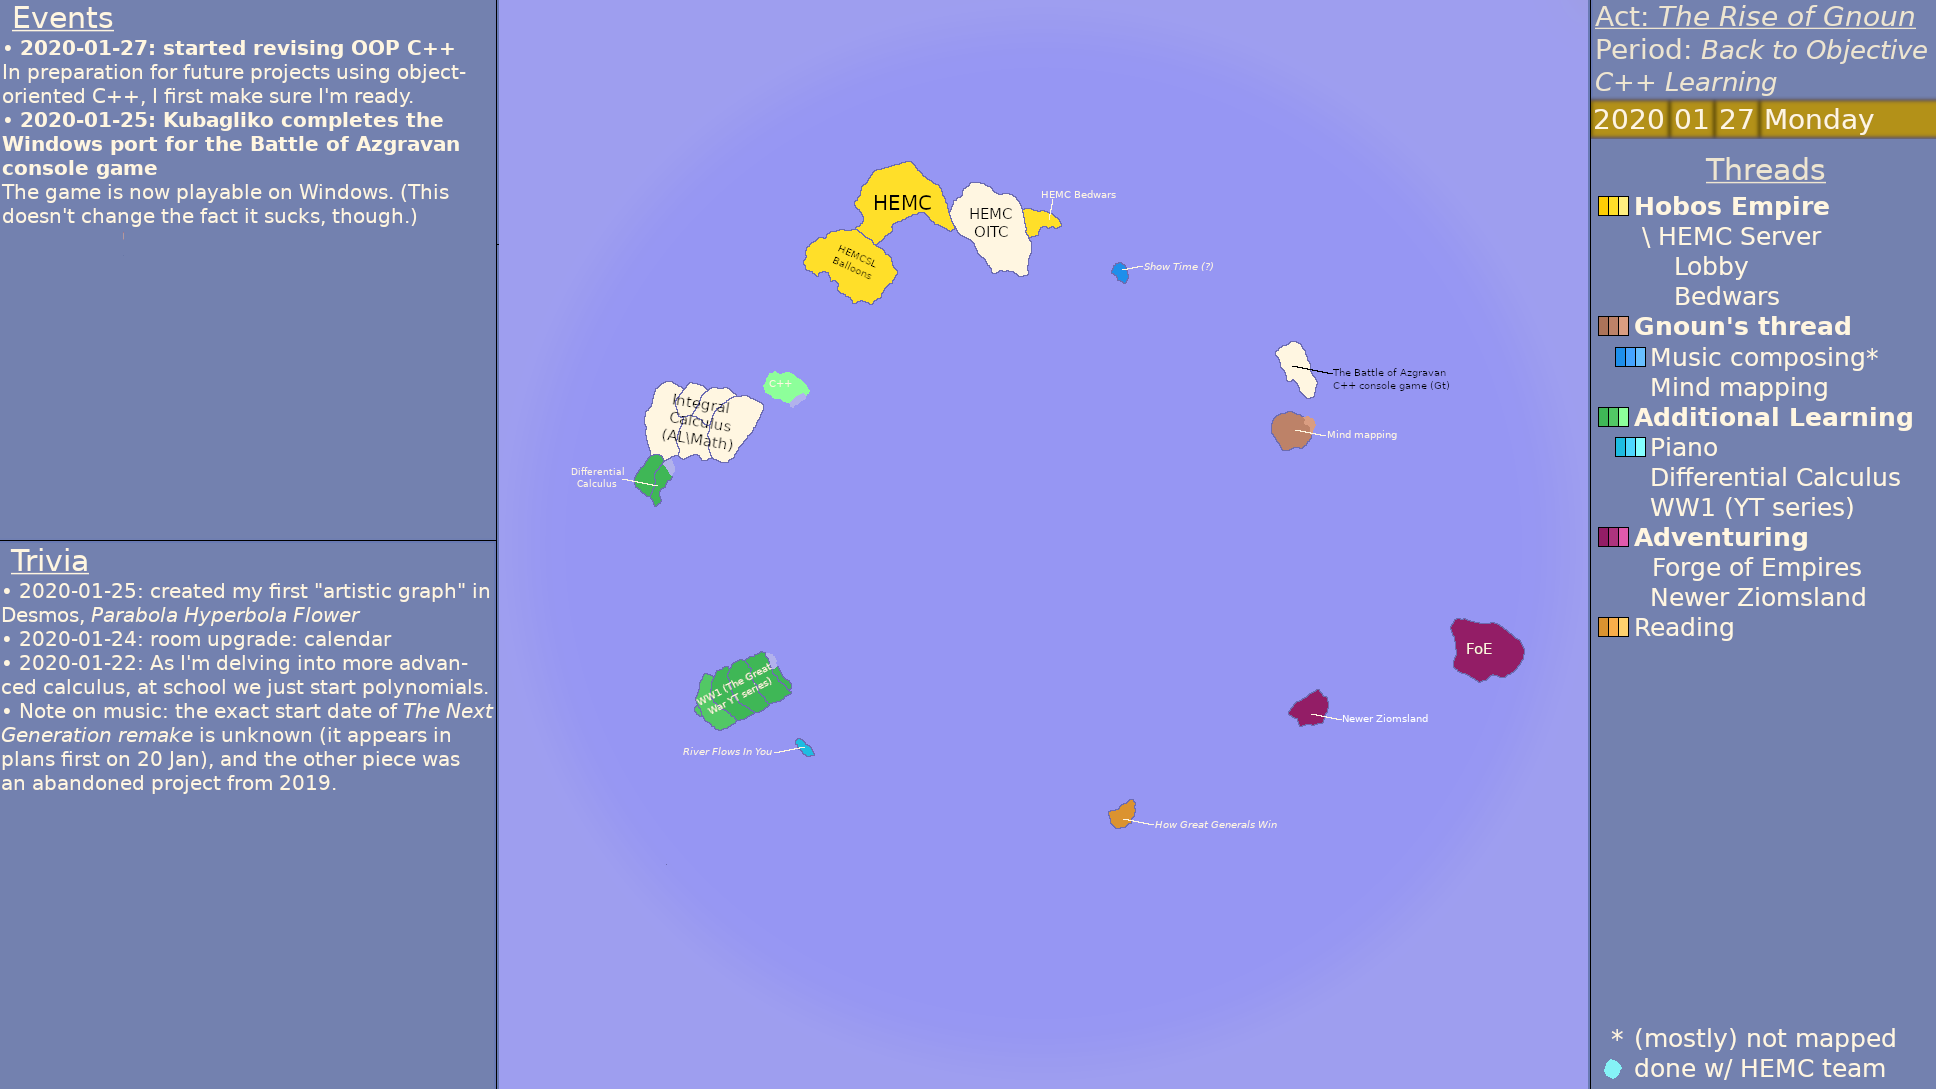 Events
• 2020-01-27: started revising OOP C++
In preparation for future projects using object-
oriented C++, I first make sure I'm ready.
• 2020-01-25: Kubagliko completes the
Windows port for the Battle of Azgravan
console game
The game is now playable on Windows. (This
doesn't change the fact it sucks, though.)
Trivia
• 2020-01-25: created my first "artistic graph" in
Desmos, Parabola Hyperbola Flower
• 2020-01-24: room upgrade: calendar
• 2020-01-22: As I'm delving into more advan-
ced calculus, at school we just start polynomials.
• Note on music: the exact start date of The Next
Generation remake is unknown (it appears in
plans first on 20 Jan), and the other piece was
an abandoned project from 2019.
HEMC
HEMC
OITC
HEMC Bedwars
HEMCSL
Balloons
Show Time (?)
The Battle of Azgravan
C++ console game (Gt)
C++
Integral
Calculus
(AL\Math)
Mind mapping
Differential
Calculus
FoE
WW1 (The Great
War YT series)
Newer Ziomsland
River Flows In You
How Great Generals Win
Act: The Rise of Gnoun
Period: Back to Objective
C++ Learning
2020 01 27 Monday
Threads
Hobos Empire
\ HEMC Server
Lobby
Bedwars
Gnoun's thread
Music composing*
Mind mapping
Additional Learning
Piano
Differential Calculus
WW1 (YT series)
Adventuring
Forge of Empires
Newer Ziomsland
Reading
* (mostly) not mapped
done w/ HEMC team